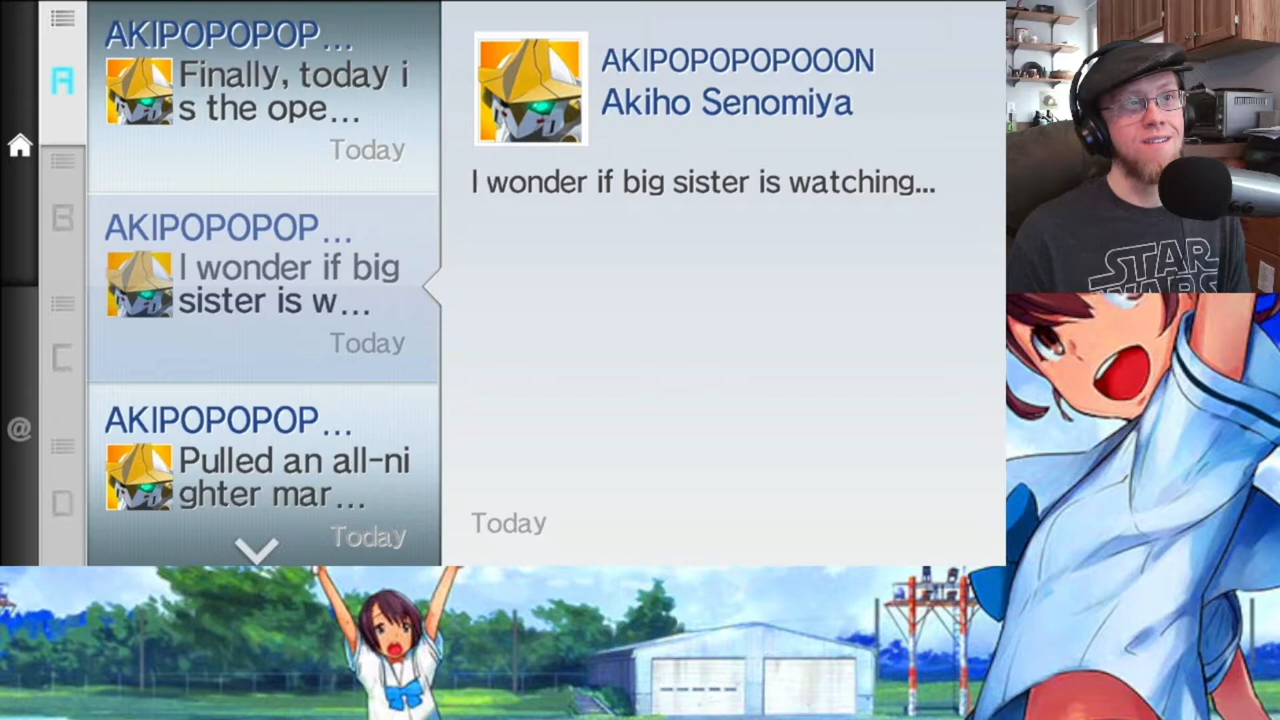 A
B
C
D
@
AKIPOPOPOP...
Finally, today i
s the ope...
Today
AKIPOPOPOP...
I wonder if big
sister is w...
Today
AKIPOPOPOP...
Pulled an all-ni
ghter mar...
Today
AKIPOPOPOPOOON
Akiho Senomiya
I wonder if big sister is watching...
Today
STAR
WARS